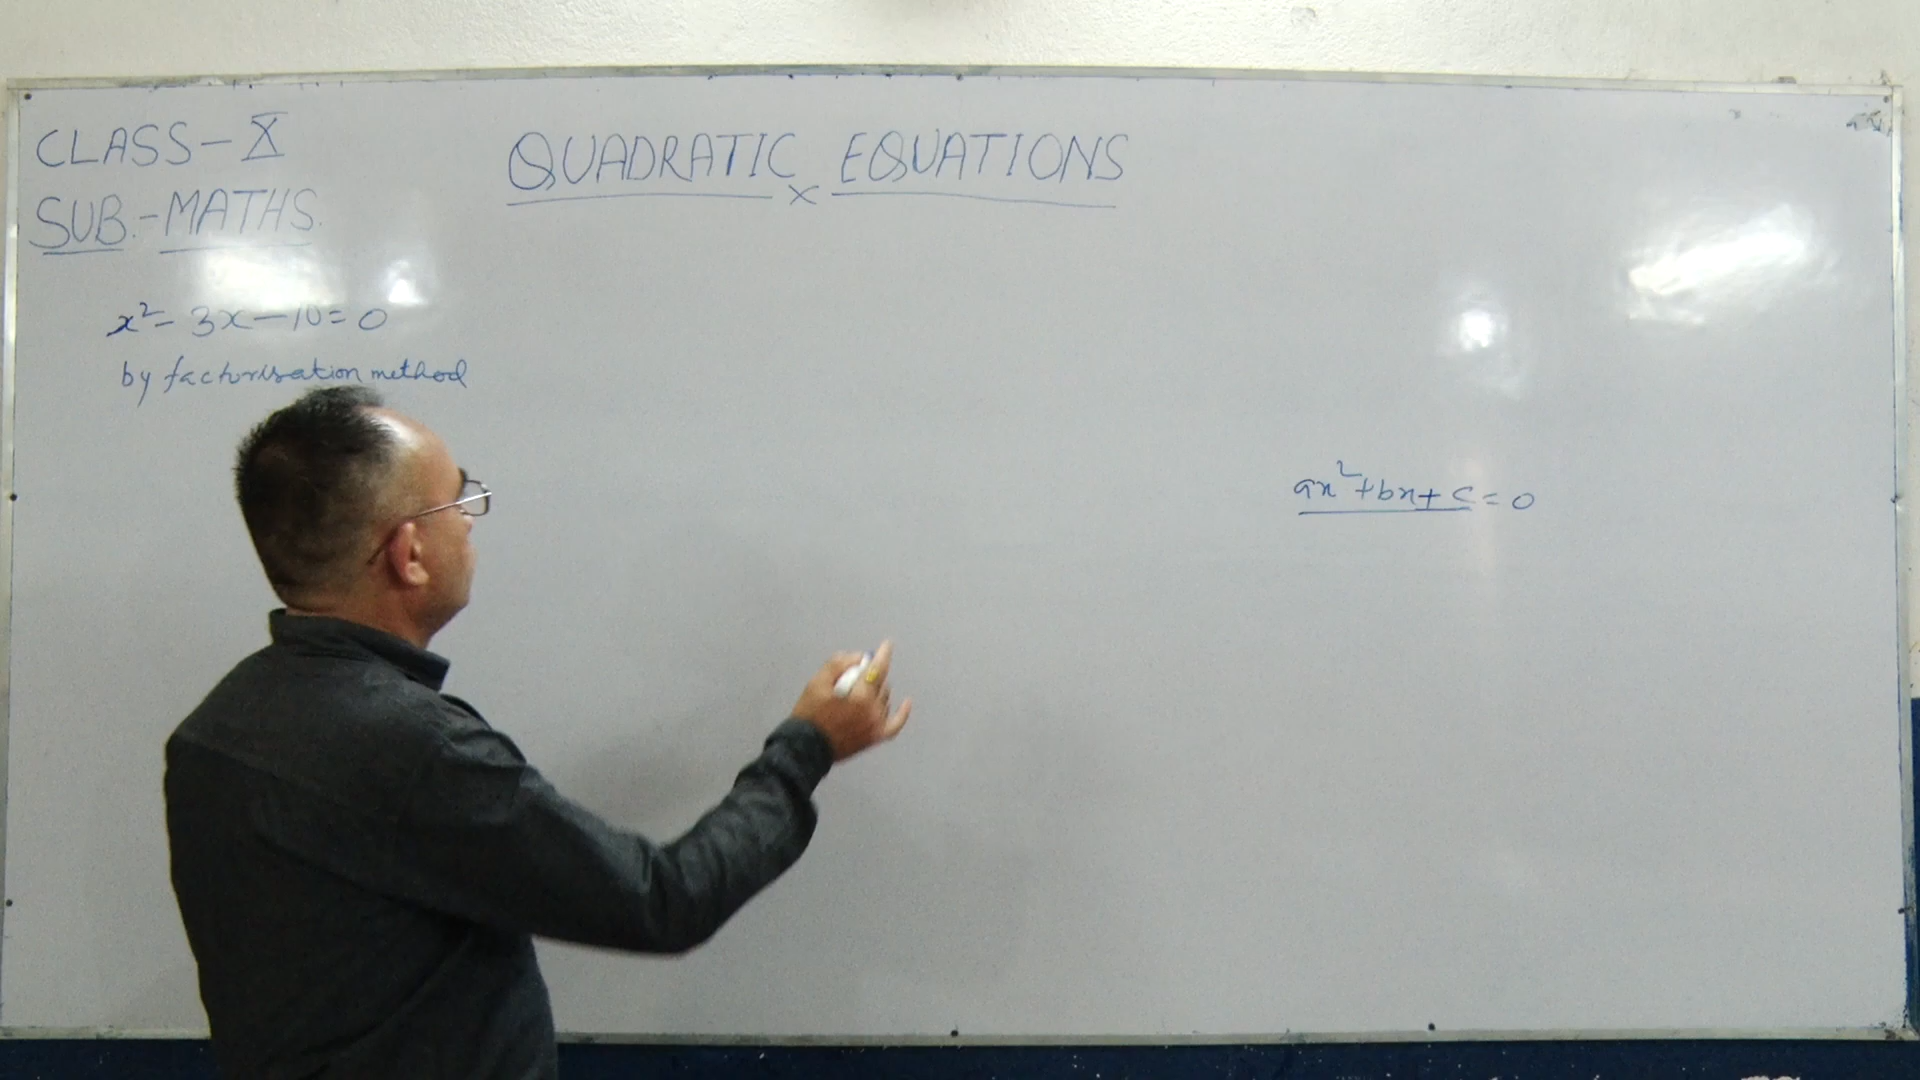 CLASS-X
SUB.-MATHS.
QUADRATIC × EQUATIONS
x² - 3x - 10 = 0
by factorisation method
ax² + bx + c = 0